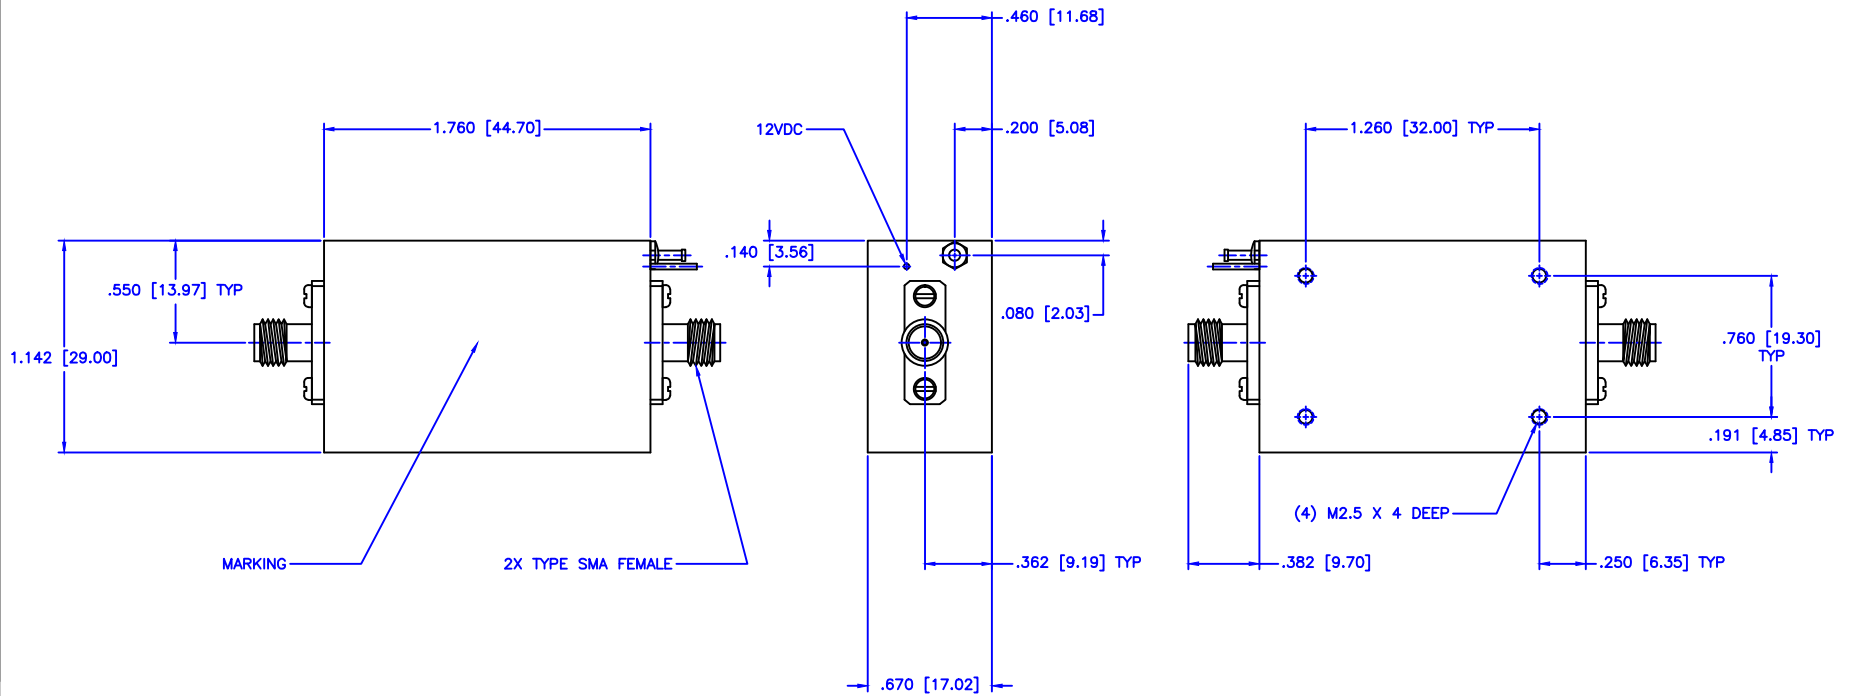 .460 [11.68]
1.760 [44.70]
12VDC
.200 [5.08]
1.260 [32.00] TYP
.140 [3.56]
.550 [13.97] TYP
.080 [2.03]
1.142 [29.00]
.760 [19.30]
TYP
.191 [4.85] TYP
(4) M2.5 X 4 DEEP
MARKING
2X TYPE SMA FEMALE
.362 [9.19] TYP
.382 [9.70]
.250 [6.35] TYP
.670 [17.02]